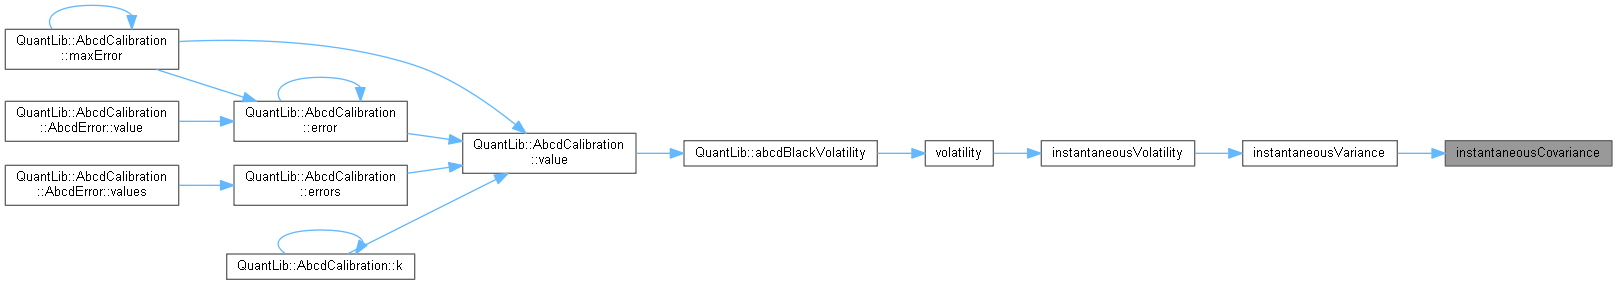 QuantLib::AbcdCalibration
::maxError
QuantLib::AbcdCalibration
::AbcdError::value
QuantLib::AbcdCalibration
::error
QuantLib::AbcdCalibration
::AbcdError::values
QuantLib::AbcdCalibration
::errors
QuantLib::AbcdCalibration::k
QuantLib::AbcdCalibration
::value
QuantLib::abcdBlackVolatility
volatility
instantaneousVolatility
instantaneousVariance
instantaneousCovariance